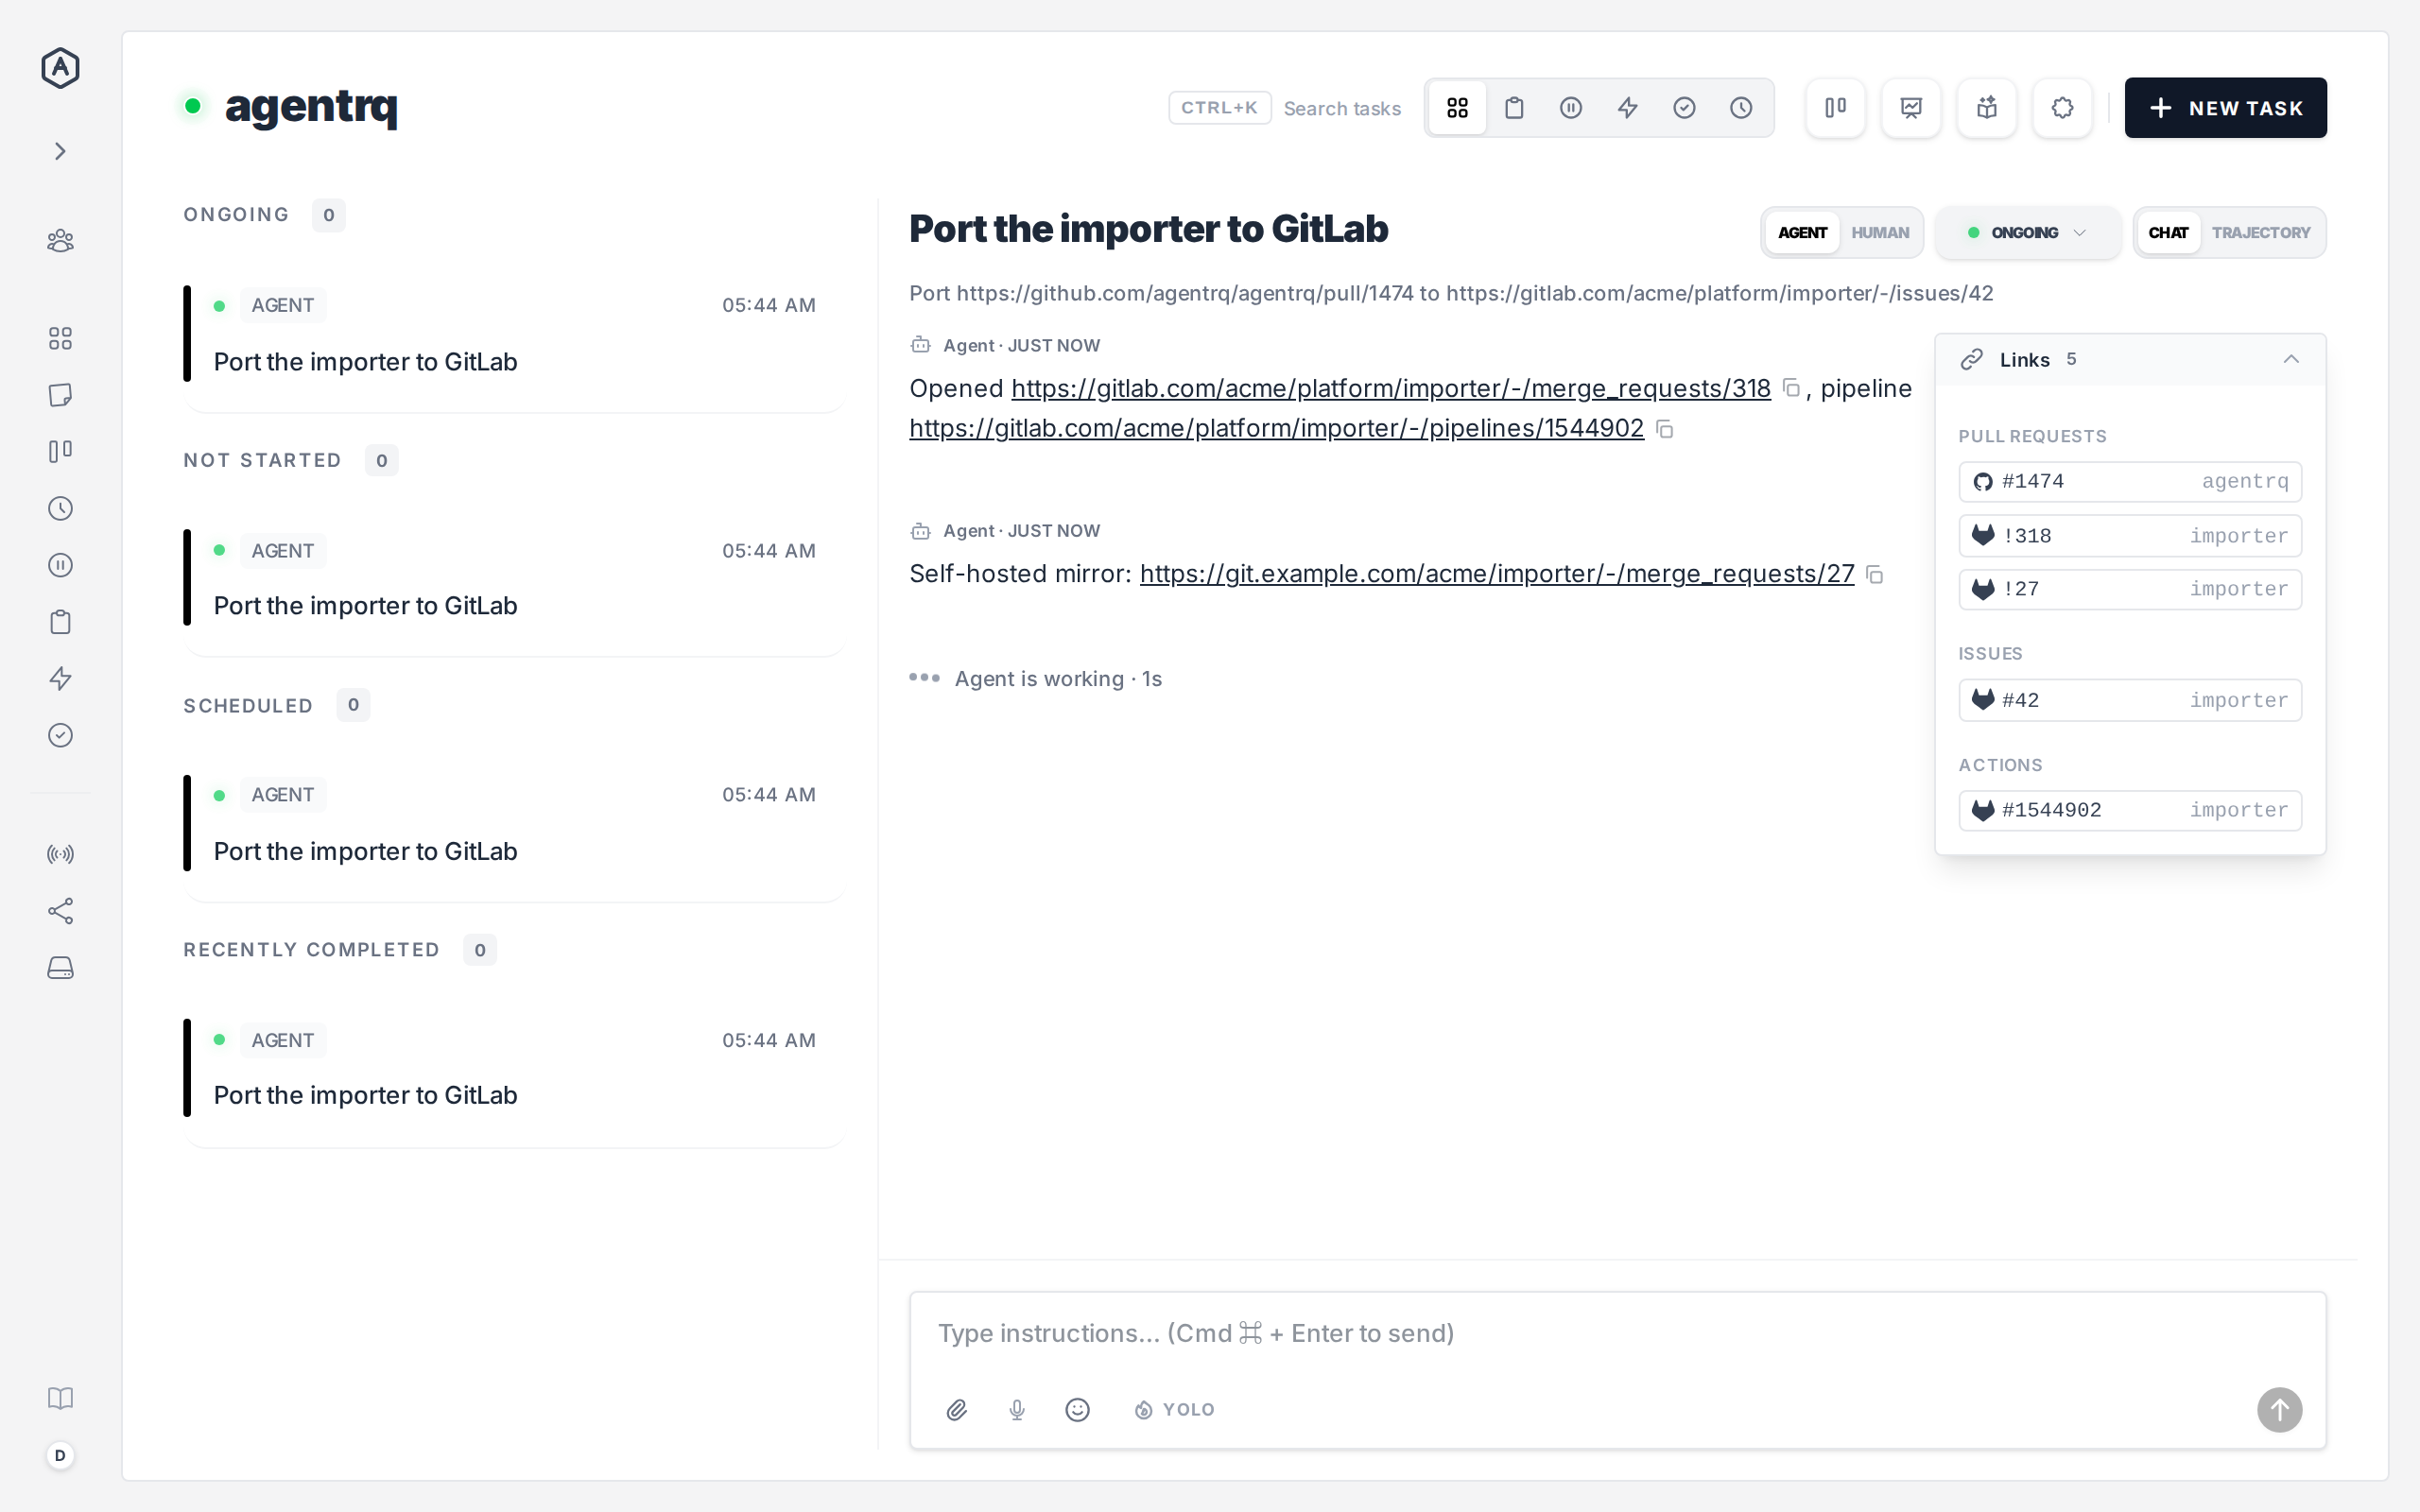 agentrq
CTRL+K Search tasks
NEW TASK
ONGOING 0
AGENT 05:44 AM
Port the importer to GitLab
NOT STARTED 0
AGENT 05:44 AM
Port the importer to GitLab
SCHEDULED 0
AGENT 05:44 AM
Port the importer to GitLab
RECENTLY COMPLETED 0
AGENT 05:44 AM
Port the importer to GitLab
D
Port the importer to GitLab
AGENT HUMAN
ONGOING
CHAT TRAJECTORY
Port https://github.com/agentrq/agentrq/pull/1474 to https://gitlab.com/acme/platform/importer/-/issues/42
Agent · JUST NOW
Opened https://gitlab.com/acme/platform/importer/-/merge_requests/318 , pipeline
https://gitlab.com/acme/platform/importer/-/pipelines/1544902
Agent · JUST NOW
Self-hosted mirror: https://git.example.com/acme/importer/-/merge_requests/27
Agent is working · 1s
Links 5
PULL REQUESTS
#1474 agentrq
!318 importer
!27 importer
ISSUES
#42 importer
ACTIONS
#1544902 importer
Type instructions... (Cmd ⌘ + Enter to send)
YOLO